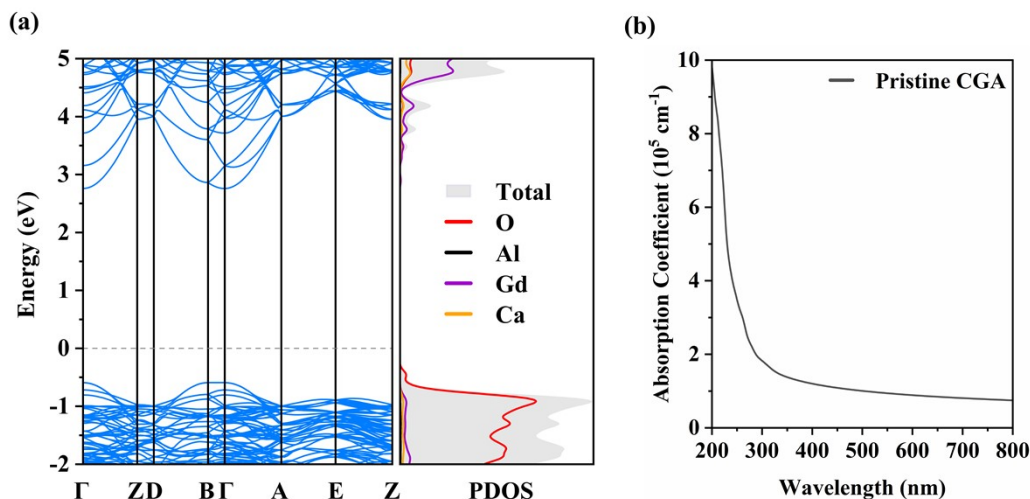 (a)
5
4
3
2
1
0
-1
-2
Energy (eV)
Γ Z D B Γ A E Z
Total
O
Al
Gd
Ca
PDOS
(b)
Pristine CGA
10
8
6
4
2
0
Absorption Coefficient (10⁵ cm⁻¹)
200 300 400 500 600 700 800
Wavelength (nm)